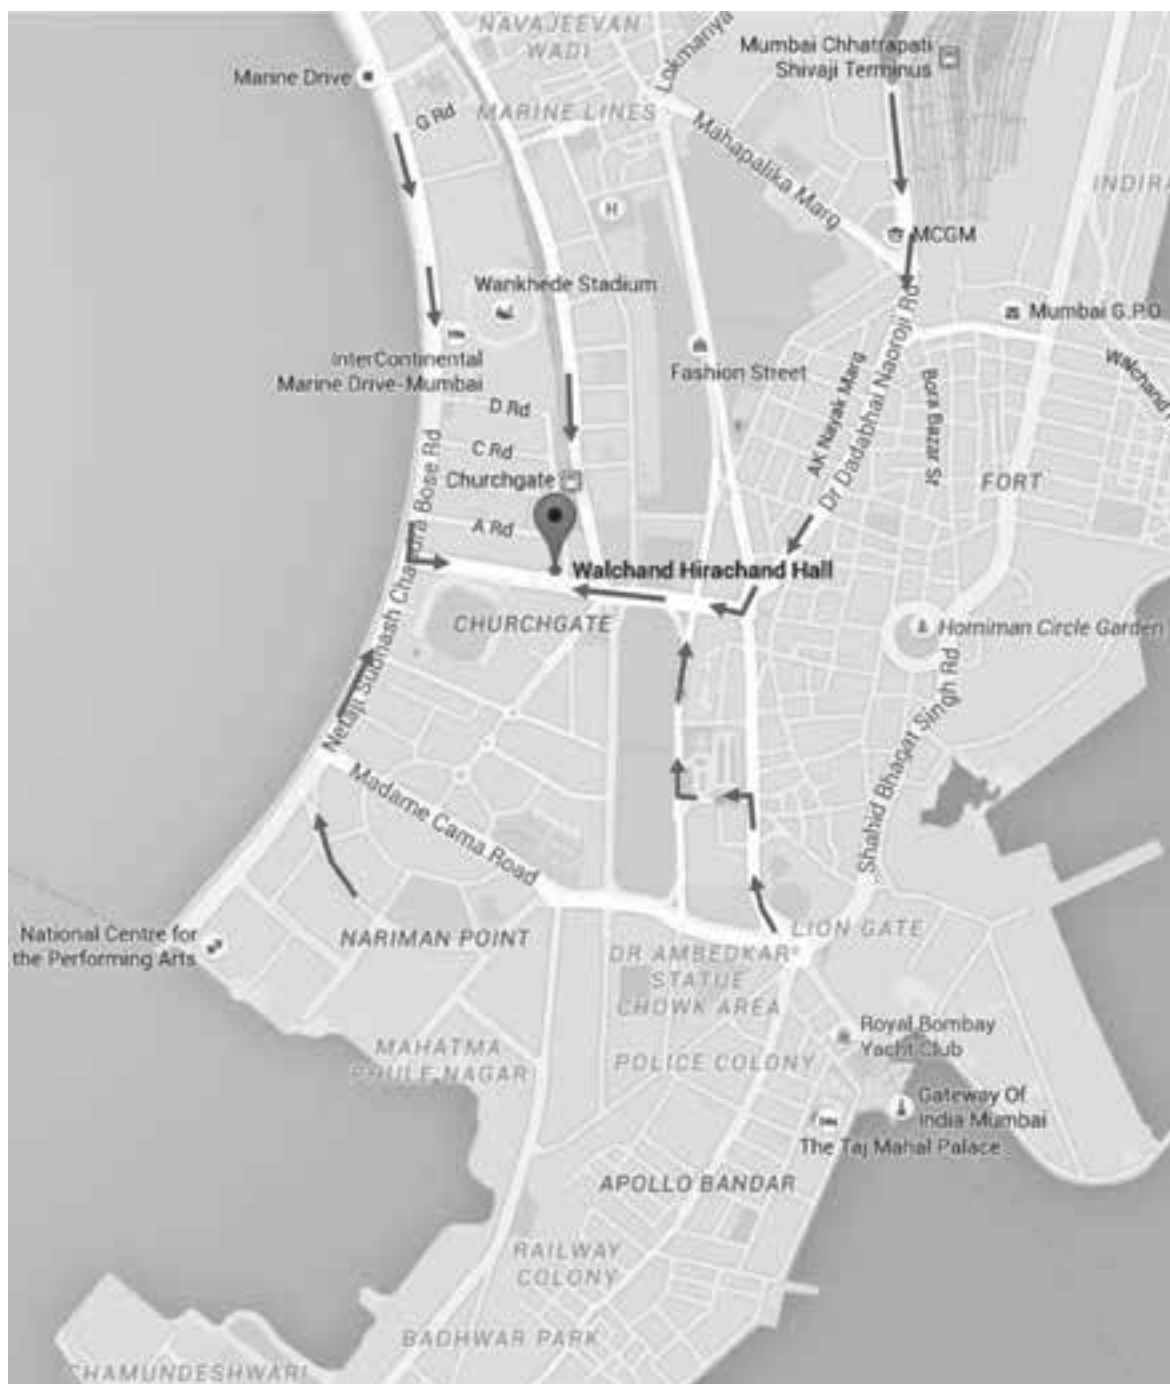 NAVAJEEVAN
WADI
Lokmanya
Mumbai Chhatrapati
Shivaji Terminus
Marine Drive
G Rd
MARINE LINES
Mahapalika Marg
INDIRA
H
MCGM
Wankhede Stadium
Mumbai G.P.O.
InterContinental
Marine Drive-Mumbai
Fashion Street
Walchand
D Rd
AK Nayak Marg
Dr Dadabhai Naoroji Rd
Bora Bazar St
C Rd
Churchgate
FORT
A Rd
Netaji Subhash Chandra Bose Rd
Walchand Hirachand Hall
CHURCHGATE
Horniman Circle Garden
Shahid Bhagat Singh Rd
Madame Cama Road
National Centre for
the Performing Arts
NARIMAN POINT
LION GATE
DR AMBEDKAR
STATUE
CHOWK AREA
Royal Bombay
Yacht Club
MAHATMA
PHULE NAGAR
POLICE COLONY
Gateway Of
India Mumbai
The Taj Mahal Palace
APOLLO BANDAR
RAILWAY
COLONY
BADHWAR PARK
CHAMUNDESHWARI